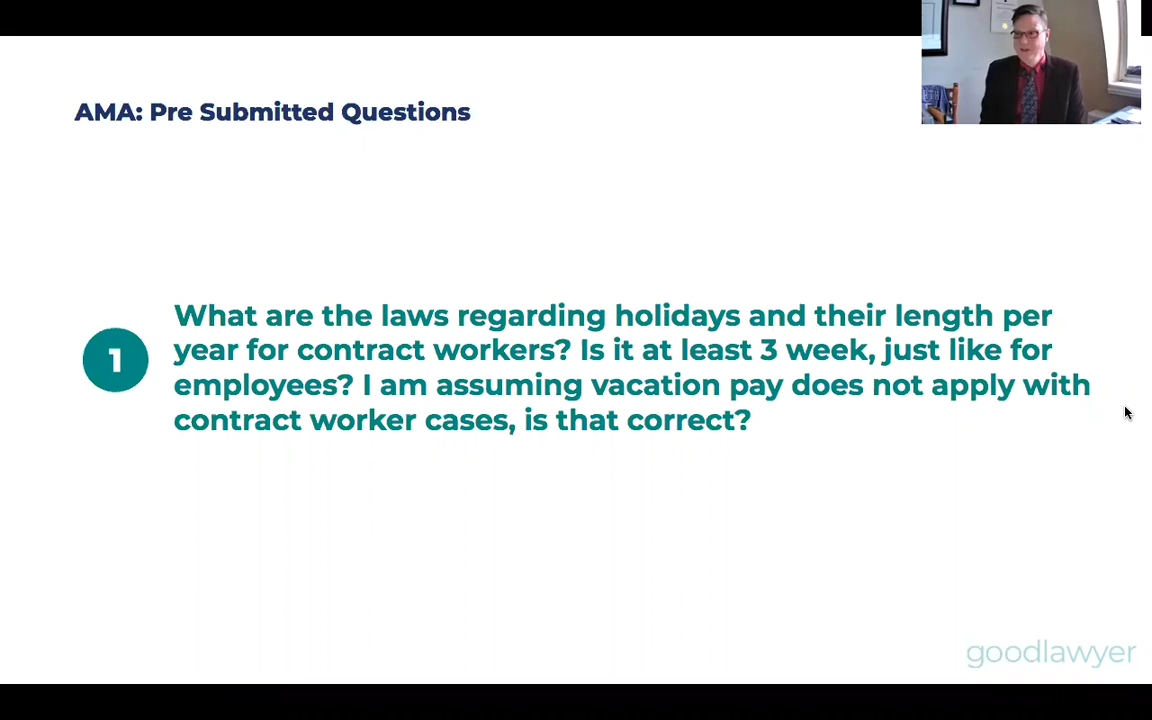 AMA: Pre Submitted Questions
What are the laws regarding holidays and their length per
1
year for contract workers? Is it at least 3 week, just like for
employees? I am assuming vacation pay does not apply with
contract worker cases, is that correct?
goodlawyer